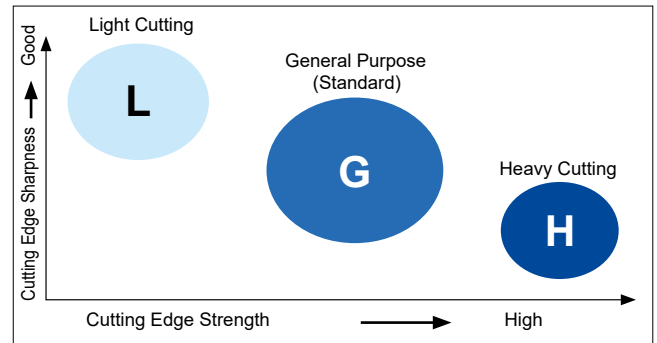 Light Cutting
Good
General Purpose
(Standard)
L
G
Heavy Cutting
H
Cutting Edge Sharpness
Cutting Edge Strength
High